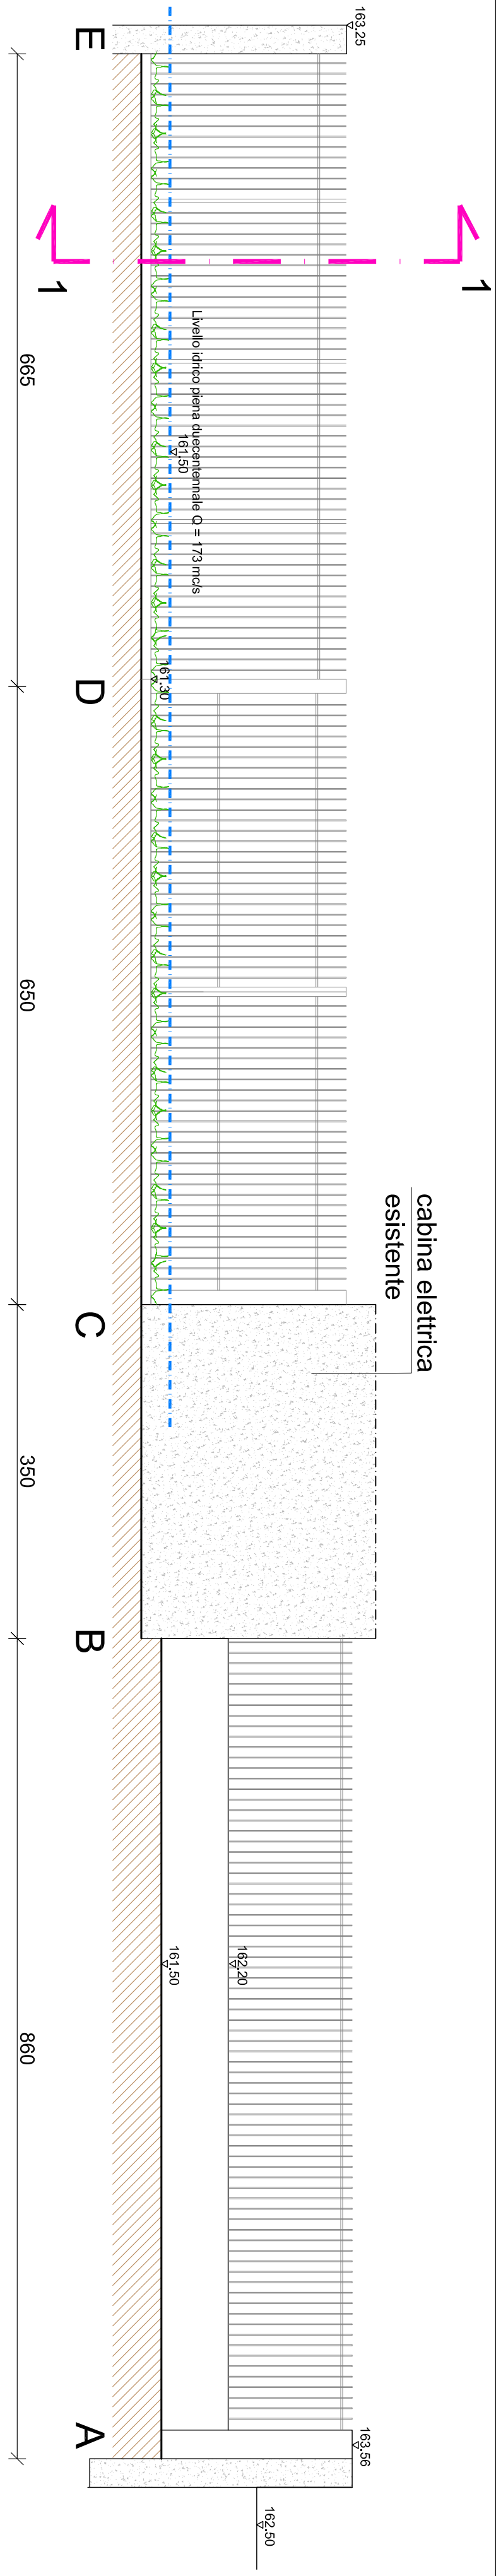 1
1
163.25
Livello idrico piena duecentennale Q = 173 mc/s
161.50
161.30
cabina elettrica
esistente
162.20
161.50
163.56
162.50
E
D
C
B
A
665
650
350
860